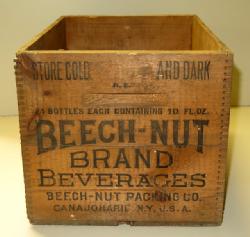 STORE COLD AND DARK
24 BOTTLES EACH CONTAINING 10 FL.OZ.
BEECH-NUT
BRAND
BEVERAGES
BEECH-NUT PACKING CO.
CANAJOHARIE N.Y. U.S.A.